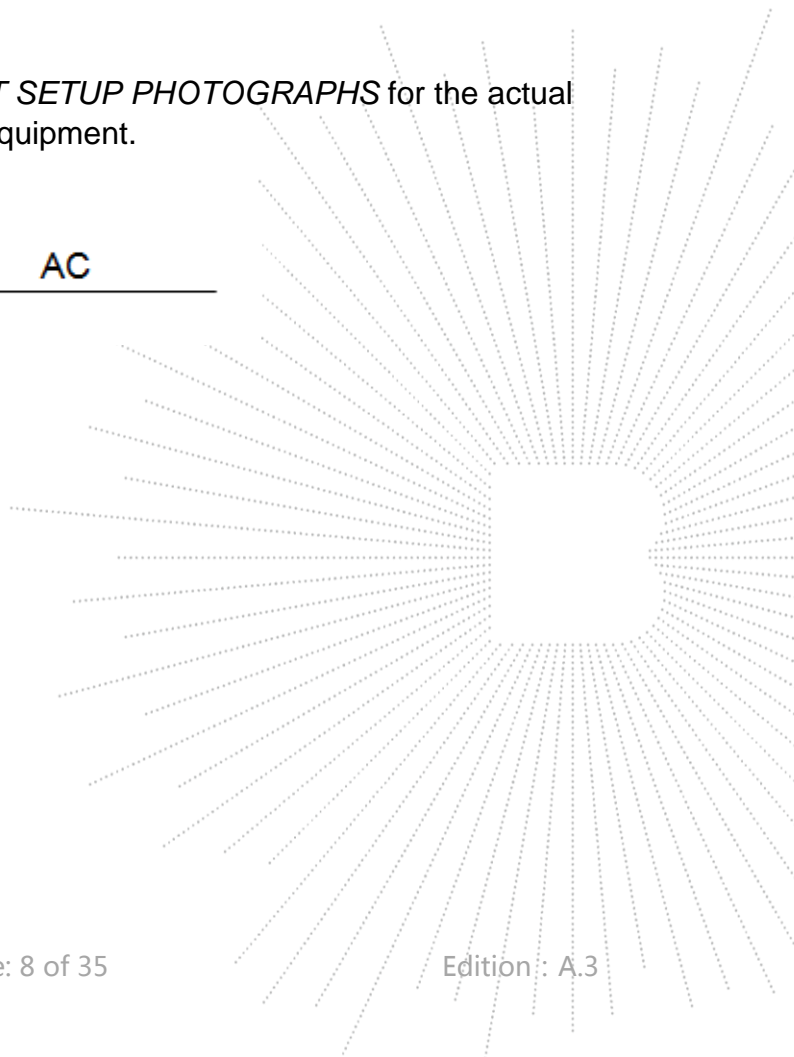 T SETUP PHOTOGRAPHS for the actual
quipment.
AC
e: 8 of 35
Edition : A.3